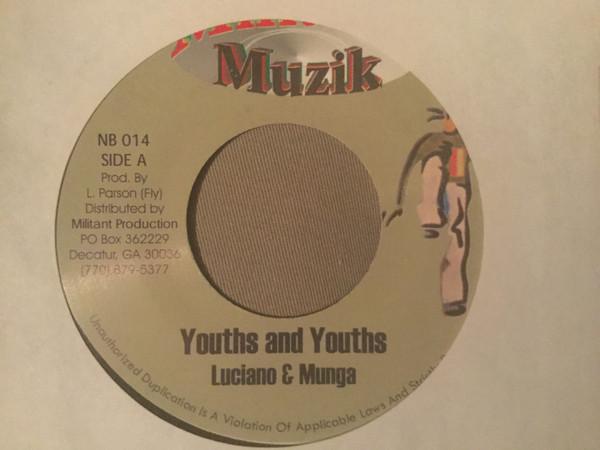 Muzik
NB 014
SIDE A
Prod. By
L. Parson (Fly)
Distributed by
Militant Production
PO Box 362229
Decatur, GA 30036
(770) 879-5377
Youths and Youths
Luciano & Munga
Unauthorized Duplication Is A Violation Of Applicable Laws And